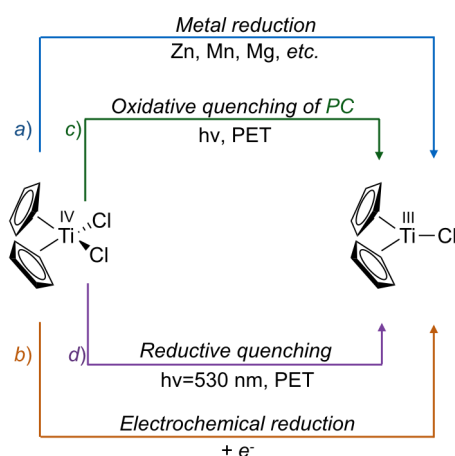 Metal reduction
Zn, Mn, Mg, etc.
a)
c)
Oxidative quenching of PC
hν, PET
IV
Ti
Cl
Cl
III
Ti
Cl
b)
d)
Reductive quenching
hν=530 nm, PET
Electrochemical reduction
+ e-